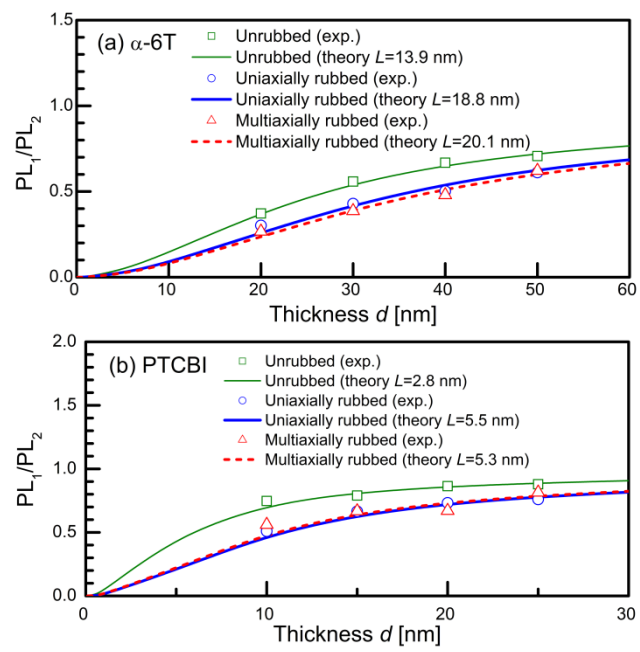 (a) α-6T
Unrubbed (exp.)
Unrubbed (theory L=13.9 nm)
Uniaxially rubbed (exp.)
Uniaxially rubbed (theory L=18.8 nm)
Multiaxially rubbed (exp.)
Multiaxially rubbed (theory L=20.1 nm)
PL1/PL2
1.5
1.0
0.5
0.0
0 10 20 30 40 50 60
Thickness d [nm]
(b) PTCBI
Unrubbed (exp.)
Unrubbed (theory L=2.8 nm)
Uniaxially rubbed (exp.)
Uniaxially rubbed (theory L=5.5 nm)
Multiaxially rubbed (exp.)
Multiaxially rubbed (theory L=5.3 nm)
PL1/PL2
2.0
1.5
1.0
0.5
0.0
0 10 20 30
Thickness d [nm]